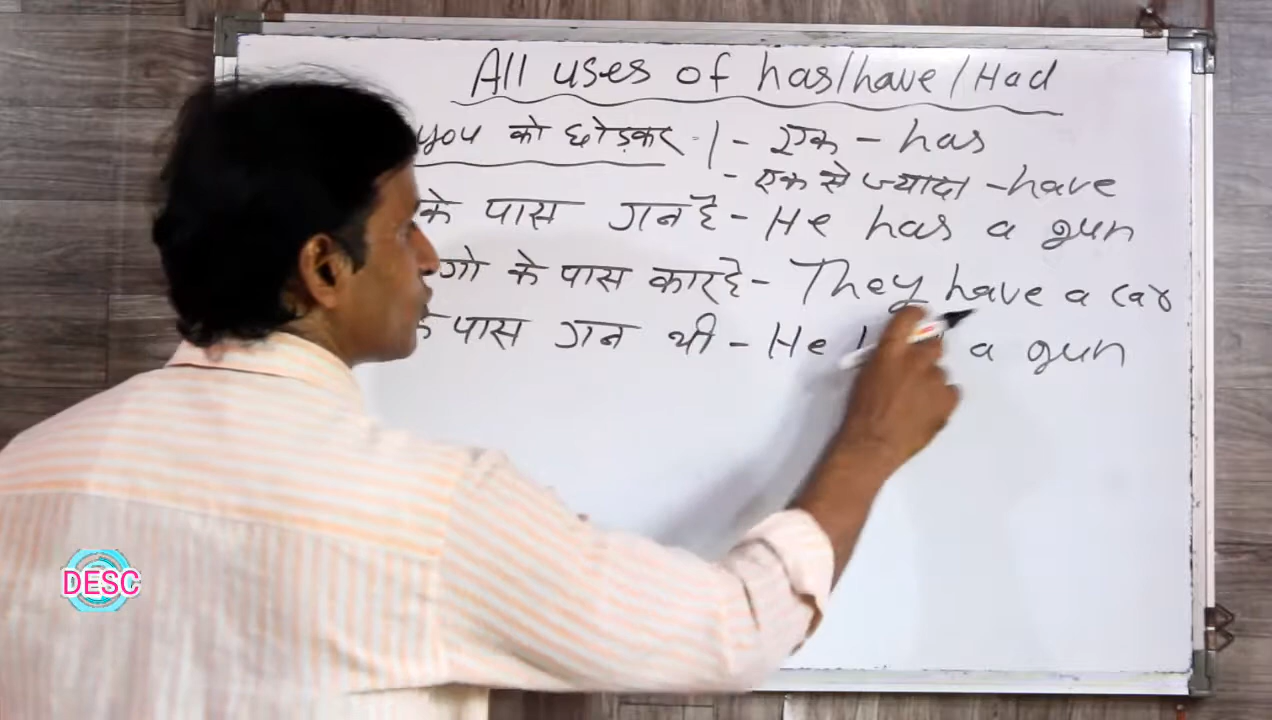 All uses of has/have/Had
you को छोड़कर - एक - has
- एक से ज्यादा - have
के पास गन है - He has a gun
गो के पास कार है - They have a car
के पास गन थी - He a gun
DESC